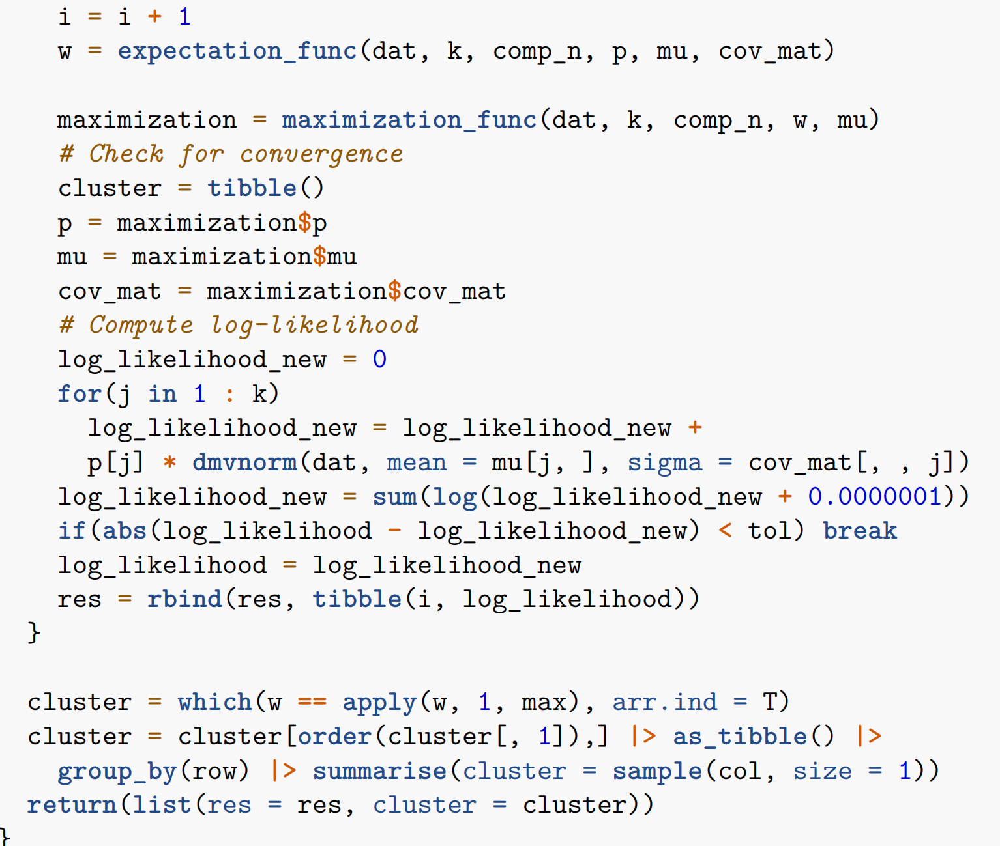 i = i + 1
w = expectation_func(dat, k, comp_n, p, mu, cov_mat)
maximization = maximization_func(dat, k, comp_n, w, mu)
# Check for convergence
cluster = tibble()
p = maximization$p
mu = maximization$mu
cov_mat = maximization$cov_mat
# Compute log-likelihood
log_likelihood_new = 0
for(j in 1 : k)
log_likelihood_new = log_likelihood_new +
p[j] * dmvnorm(dat, mean = mu[j, ], sigma = cov_mat[, , j])
log_likelihood_new = sum(log(log_likelihood_new + 0.0000001))
if(abs(log_likelihood - log_likelihood_new) < tol) break
log_likelihood = log_likelihood_new
res = rbind(res, tibble(i, log_likelihood))
}
cluster = which(w == apply(w, 1, max), arr.ind = T)
cluster = cluster[order(cluster[, 1]),] |> as_tibble() |>
group_by(row) |> summarise(cluster = sample(col, size = 1))
return(list(res = res, cluster = cluster))
}